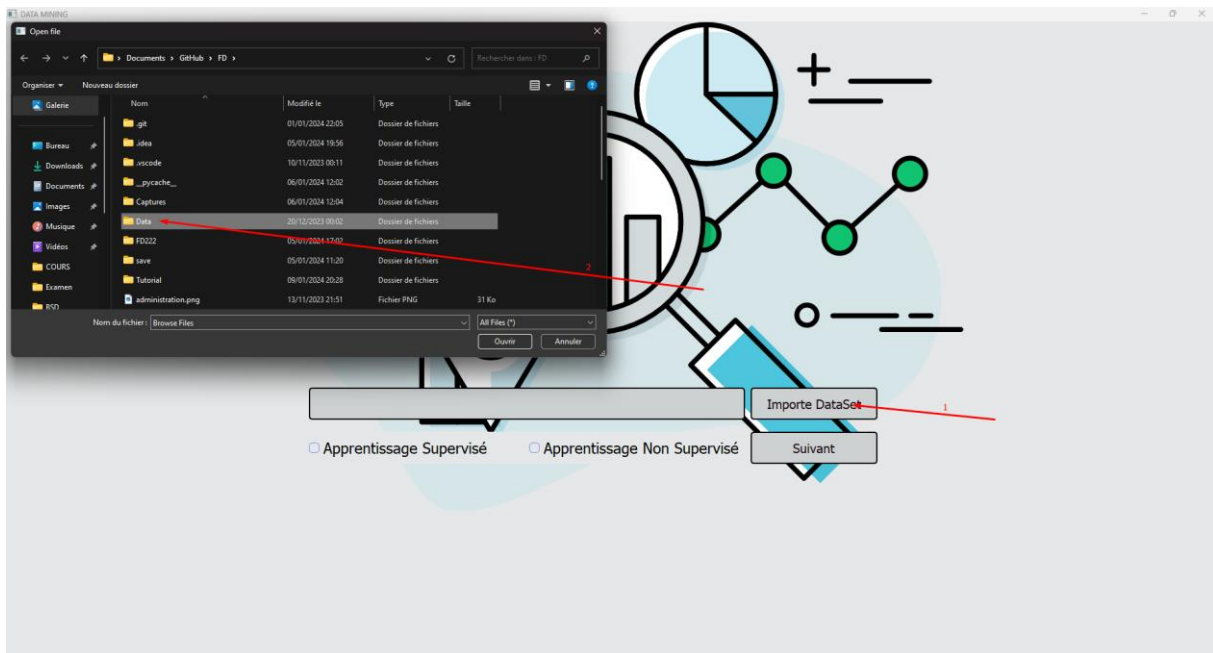 DATA MINING
Open file
Documents > GitHub > FD >
Rechercher dans : FD
Organiser
Nouveau dossier
Nom Modifié le Type Taille
Galerie
Bureau
Downloads
Documents
Images
Musique
Vidéos
COURS
Examen
BSD
.git 01/01/2024 22:05 Dossier de fichiers
.idea 05/01/2024 19:56 Dossier de fichiers
.vscode 10/11/2023 00:11 Dossier de fichiers
__pycache__ 06/01/2024 12:02 Dossier de fichiers
Captures 06/01/2024 12:04 Dossier de fichiers
Data 20/12/2023 00:02 Dossier de fichiers
FD222 05/01/2024 17:02 Dossier de fichiers
save 05/01/2024 11:20 Dossier de fichiers
Tutorial 09/01/2024 20:28 Dossier de fichiers
administration.png 13/11/2023 21:51 Fichier PNG 31 Ko
2
Nom du fichier : Browse Files All Files (*)
Ouvrir Annuler
Importe DataSet
1
Apprentissage Supervisé Apprentissage Non Supervisé Suivant